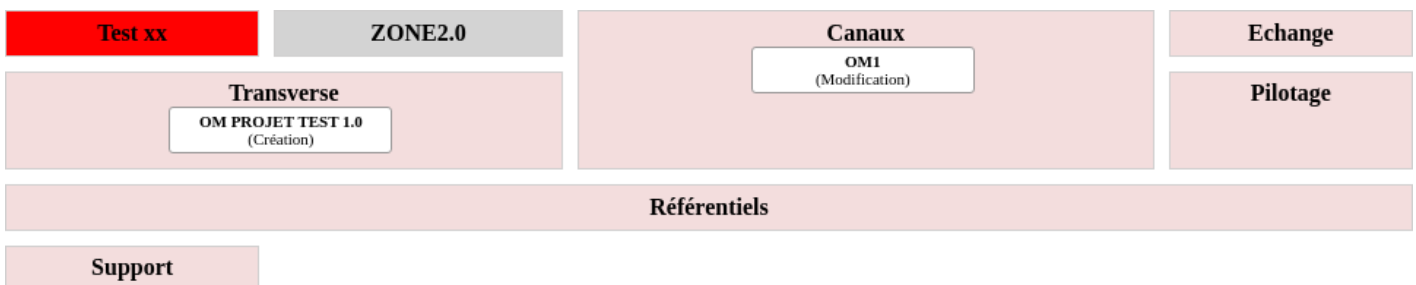 Test xx
ZONE2.0
Canaux
OM1
(Modification)
Echange
Transverse
OM PROJET TEST 1.0
(Création)
Pilotage
Référentiels
Support